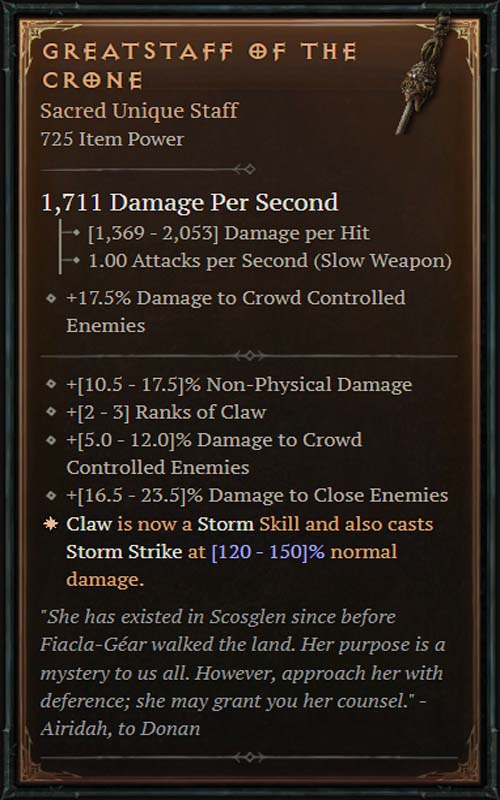 GREATSTAFF OF THE
CRONE
Sacred Unique Staff
725 Item Power
1,711 Damage Per Second
[1,369 - 2,053] Damage per Hit
1.00 Attacks per Second (Slow Weapon)
+17.5% Damage to Crowd Controlled
Enemies
+[10.5 - 17.5]% Non-Physical Damage
+[2 - 3] Ranks of Claw
+[5.0 - 12.0]% Damage to Crowd
Controlled Enemies
+[16.5 - 23.5]% Damage to Close Enemies
Claw is now a Storm Skill and also casts
Storm Strike at [120 - 150]% normal
damage.
"She has existed in Scosglen since before
Fiacla-Géar walked the land. Her purpose is a
mystery to us all. However, approach her with
deference; she may grant you her counsel." -
Airidah, to Donan